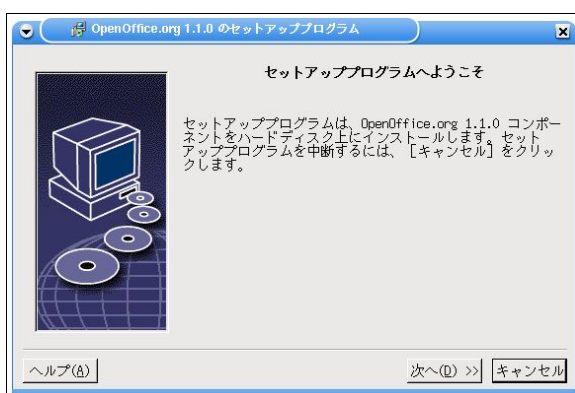 OpenOffice.org 1.1.0 のセットアッププログラム
セットアッププログラムへようこそ
セットアッププログラムは、OpenOffice.org 1.1.0 コンポー
ネントをハードディスク上にインストールします。セット
アッププログラムを中断するには、［キャンセル］をクリッ
クします。
ヘルプ(A)
次へ(D) >>
キャンセル